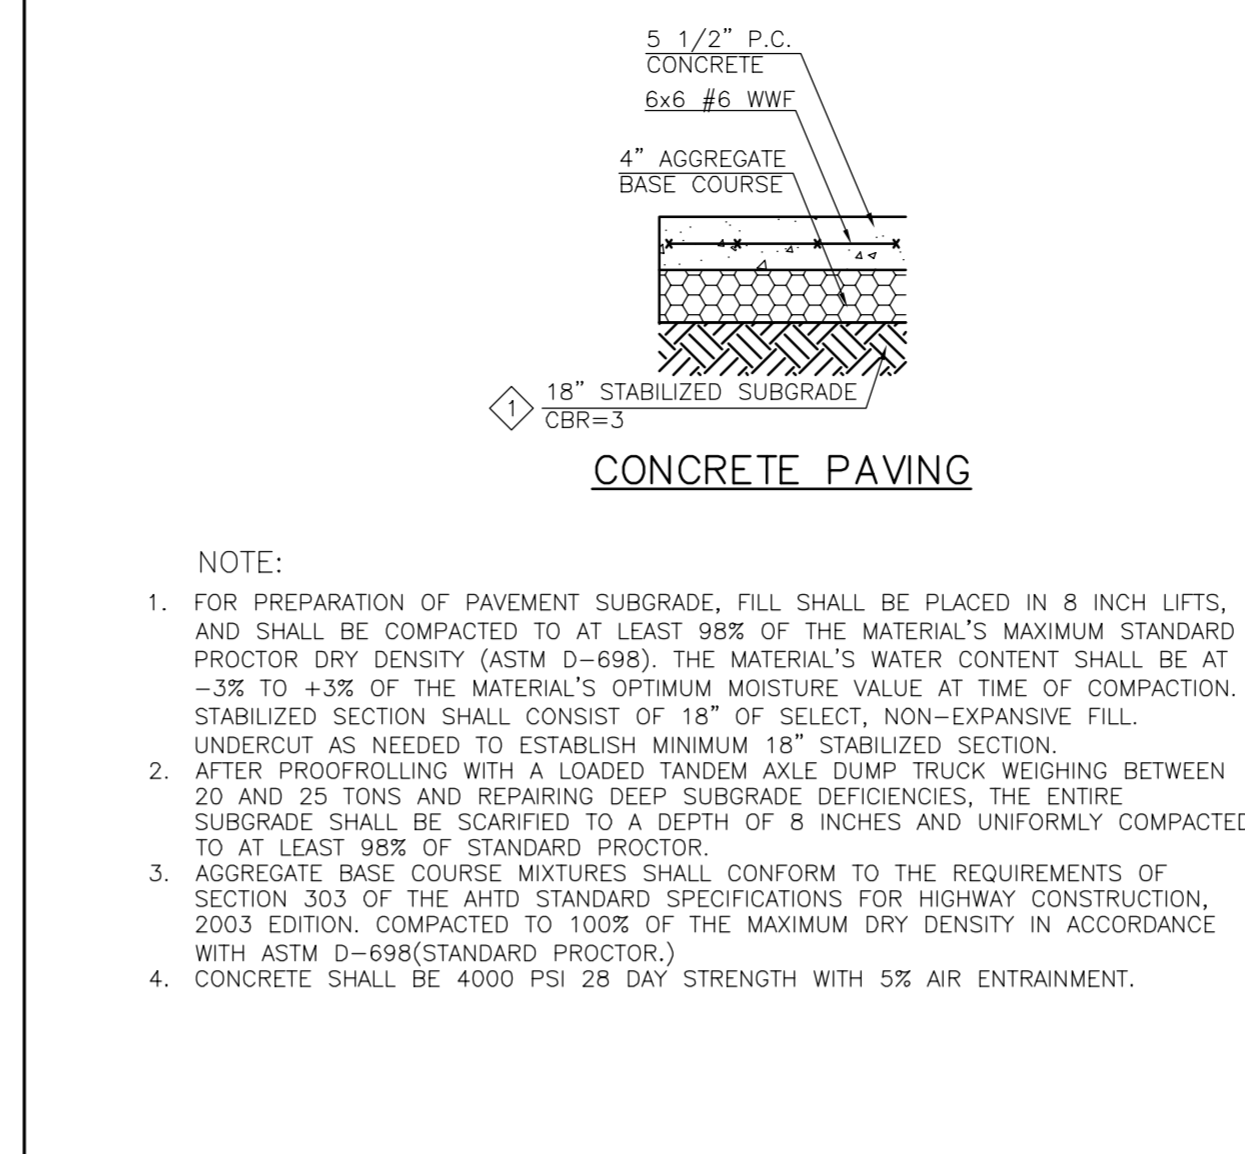 5 1/2” P.C.
CONCRETE
6x6 #6 WWF
4” AGGREGATE
BASE COURSE
1
18” STABILIZED SUBGRADE
CBR=3
CONCRETE PAVING
NOTE:
1. FOR PREPARATION OF PAVEMENT SUBGRADE, FILL SHALL BE PLACED IN 8 INCH LIFTS,
AND SHALL BE COMPACTED TO AT LEAST 98% OF THE MATERIAL'S MAXIMUM STANDARD
PROCTOR DRY DENSITY (ASTM D-698). THE MATERIAL'S WATER CONTENT SHALL BE AT
-3% TO +3% OF THE MATERIAL'S OPTIMUM MOISTURE VALUE AT TIME OF COMPACTION.
STABILIZED SECTION SHALL CONSIST OF 18” OF SELECT, NON-EXPANSIVE FILL.
UNDERCUT AS NEEDED TO ESTABLISH MINIMUM 18” STABILIZED SECTION.
2. AFTER PROOFROLLING WITH A LOADED TANDEM AXLE DUMP TRUCK WEIGHING BETWEEN
20 AND 25 TONS AND REPAIRING DEEP SUBGRADE DEFICIENCIES, THE ENTIRE
SUBGRADE SHALL BE SCARIFIED TO A DEPTH OF 8 INCHES AND UNIFORMLY COMPACTED
TO AT LEAST 98% OF STANDARD PROCTOR.
3. AGGREGATE BASE COURSE MIXTURES SHALL CONFORM TO THE REQUIREMENTS OF
SECTION 303 OF THE AHTD STANDARD SPECIFICATIONS FOR HIGHWAY CONSTRUCTION,
2003 EDITION. COMPACTED TO 100% OF THE MAXIMUM DRY DENSITY IN ACCORDANCE
WITH ASTM D-698(STANDARD PROCTOR.)
4. CONCRETE SHALL BE 4000 PSI 28 DAY STRENGTH WITH 5% AIR ENTRAINMENT.